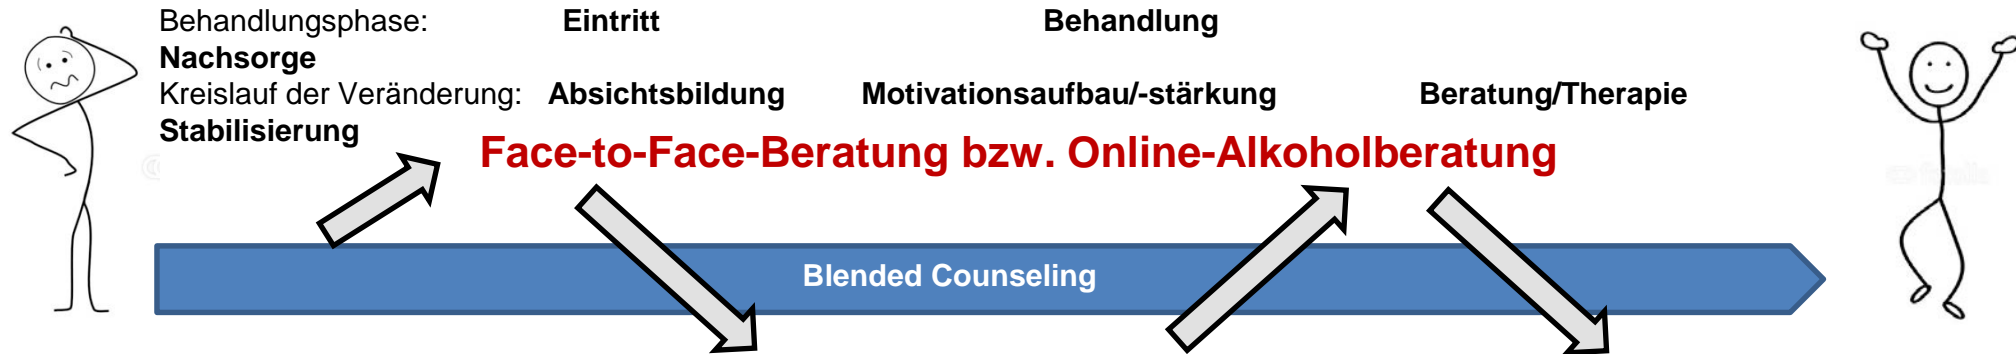 Behandlungsphase: Eintritt Behandlung
Nachsorge
Kreislauf der Veränderung: Absichtsbildung Motivationsaufbau/-stärkung Beratung/Therapie
Stabilisierung
Face-to-Face-Beratung bzw. Online-Alkoholberatung
Blended Counseling